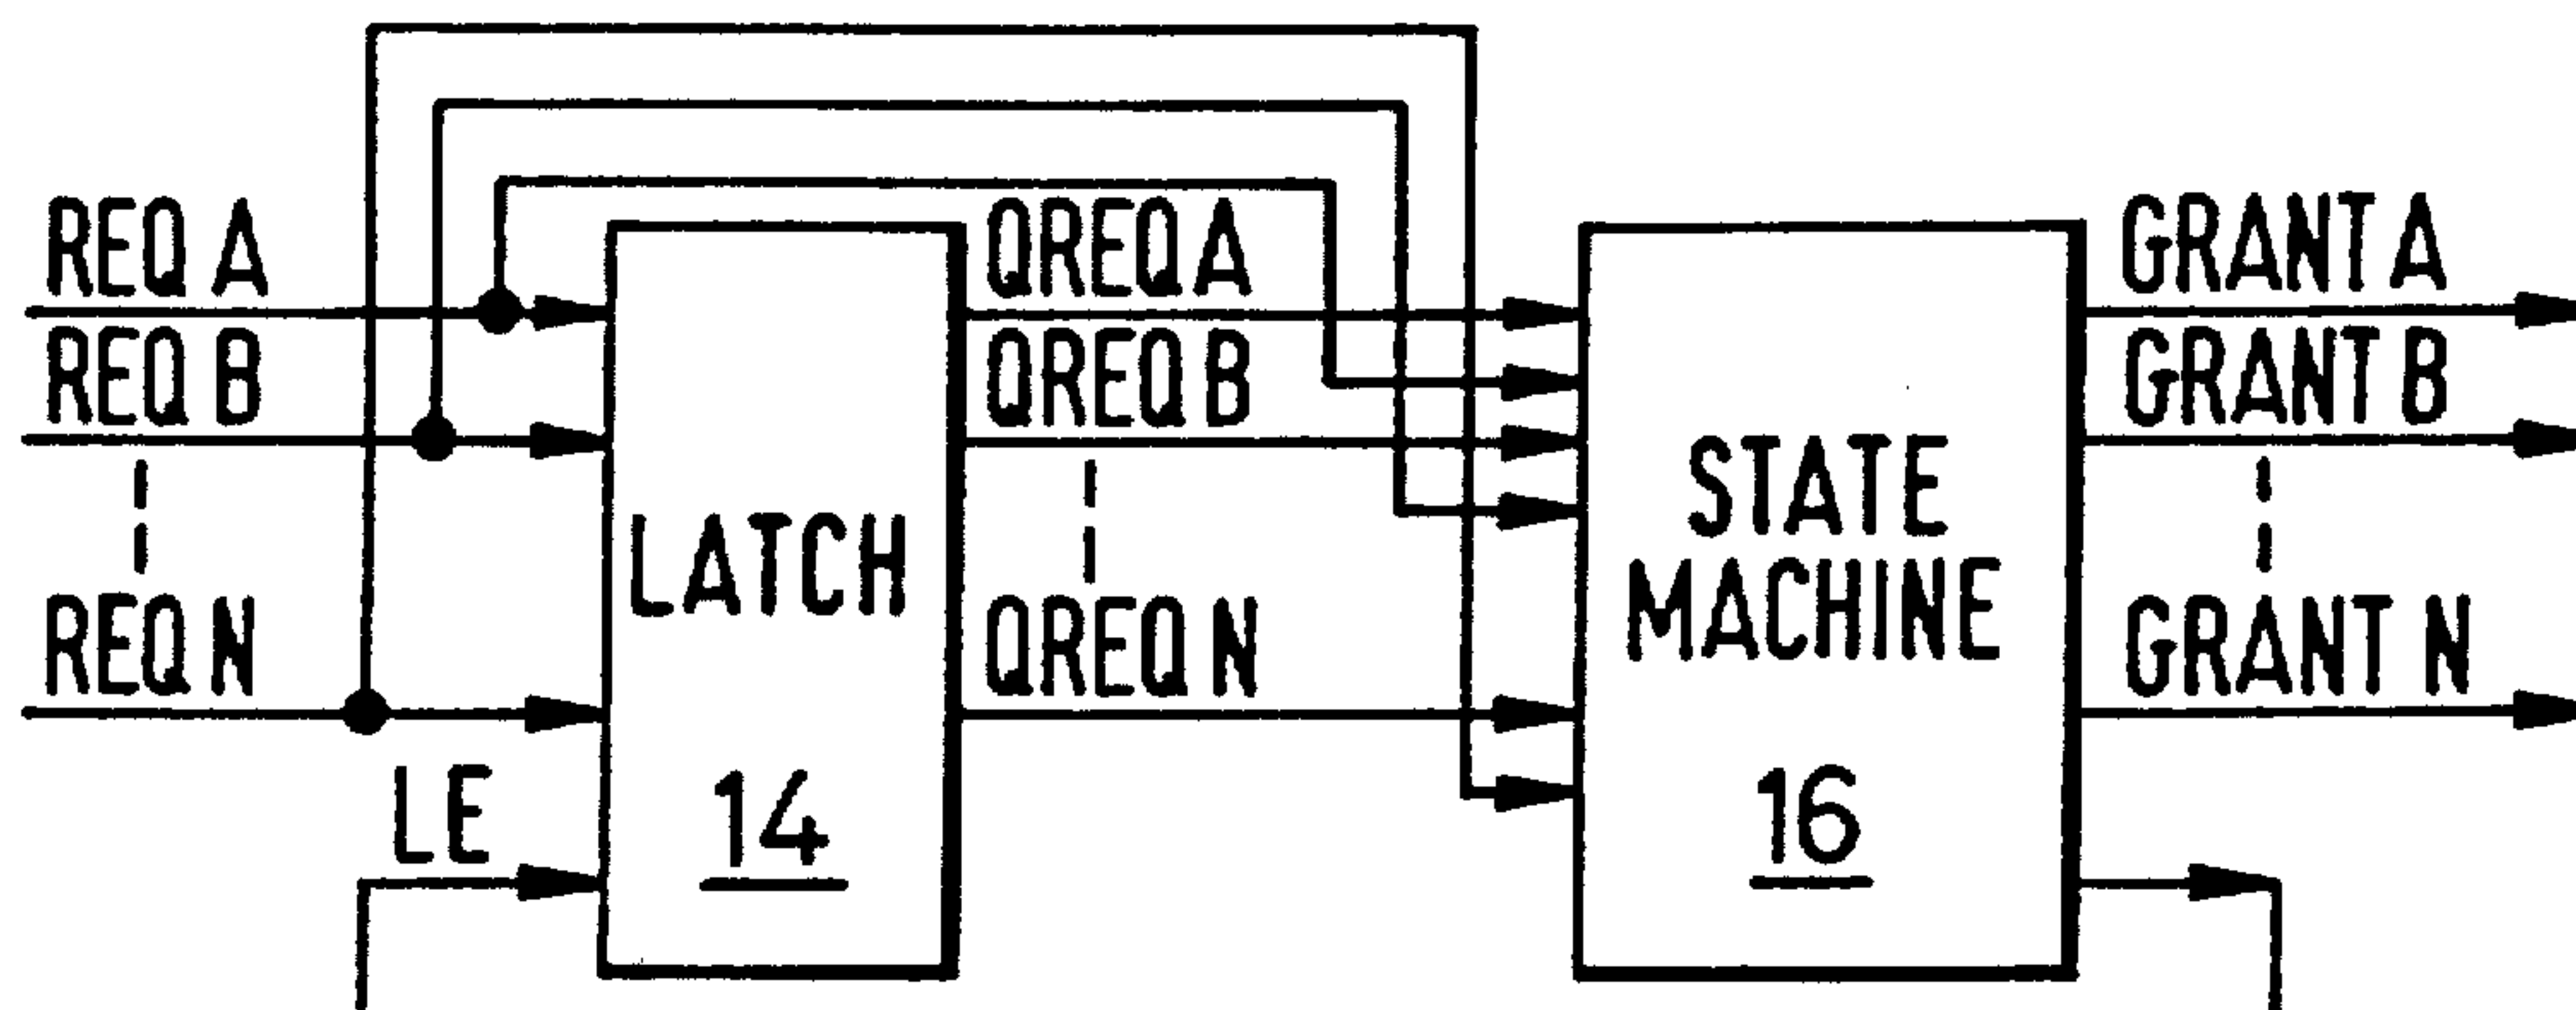 REQ A
REQ B
REQ N
LE
LATCH
14
QREQ A
QREQ B
QREQ N
STATE
MACHINE
16
GRANT A
GRANT B
GRANT N